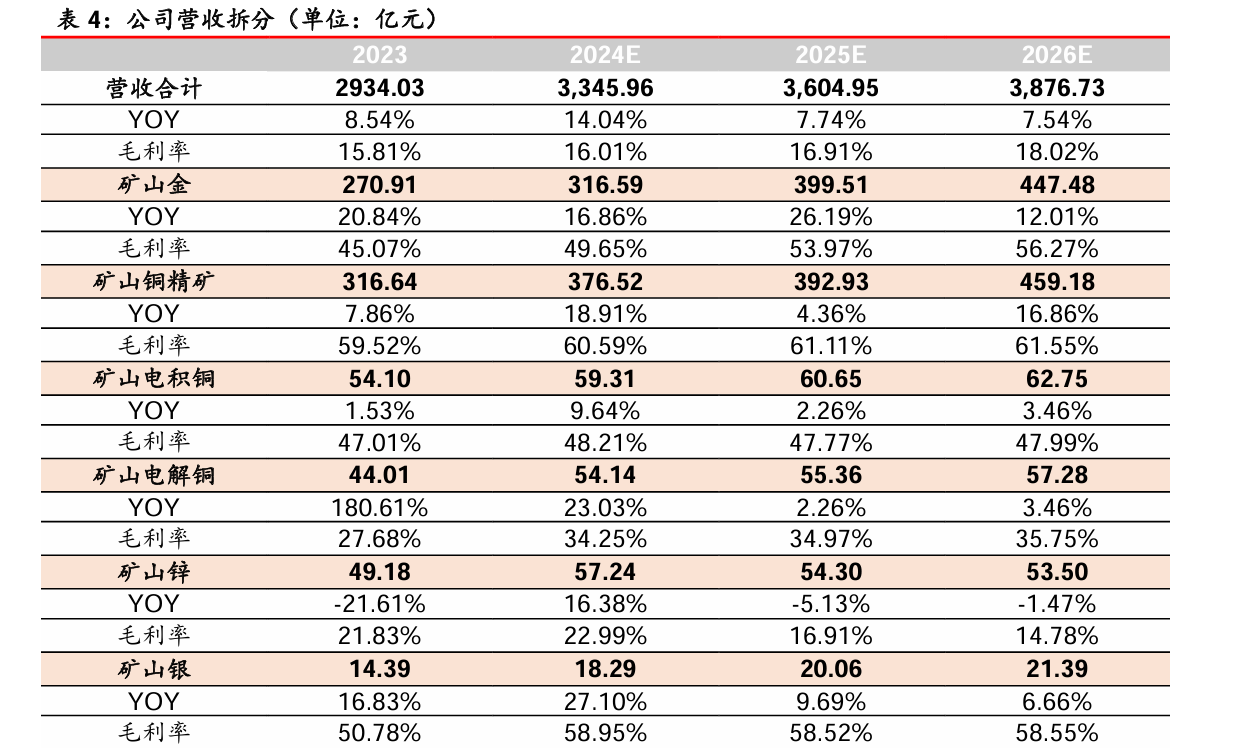 表 4：公司营收拆分（单位：亿元）
2023 2024E 2025E 2026E
营收合计 2934.03 3,345.96 3,604.95 3,876.73
YOY 8.54% 14.04% 7.74% 7.54%
毛利率 15.81% 16.01% 16.91% 18.02%
矿山金 270.91 316.59 399.51 447.48
YOY 20.84% 16.86% 26.19% 12.01%
毛利率 45.07% 49.65% 53.97% 56.27%
矿山铜精矿 316.64 376.52 392.93 459.18
YOY 7.86% 18.91% 4.36% 16.86%
毛利率 59.52% 60.59% 61.11% 61.55%
矿山电积铜 54.10 59.31 60.65 62.75
YOY 1.53% 9.64% 2.26% 3.46%
毛利率 47.01% 48.21% 47.77% 47.99%
矿山电解铜 44.01 54.14 55.36 57.28
YOY 180.61% 23.03% 2.26% 3.46%
毛利率 27.68% 34.25% 34.97% 35.75%
矿山锌 49.18 57.24 54.30 53.50
YOY -21.61% 16.38% -5.13% -1.47%
毛利率 21.83% 22.99% 16.91% 14.78%
矿山银 14.39 18.29 20.06 21.39
YOY 16.83% 27.10% 9.69% 6.66%
毛利率 50.78% 58.95% 58.52% 58.55%